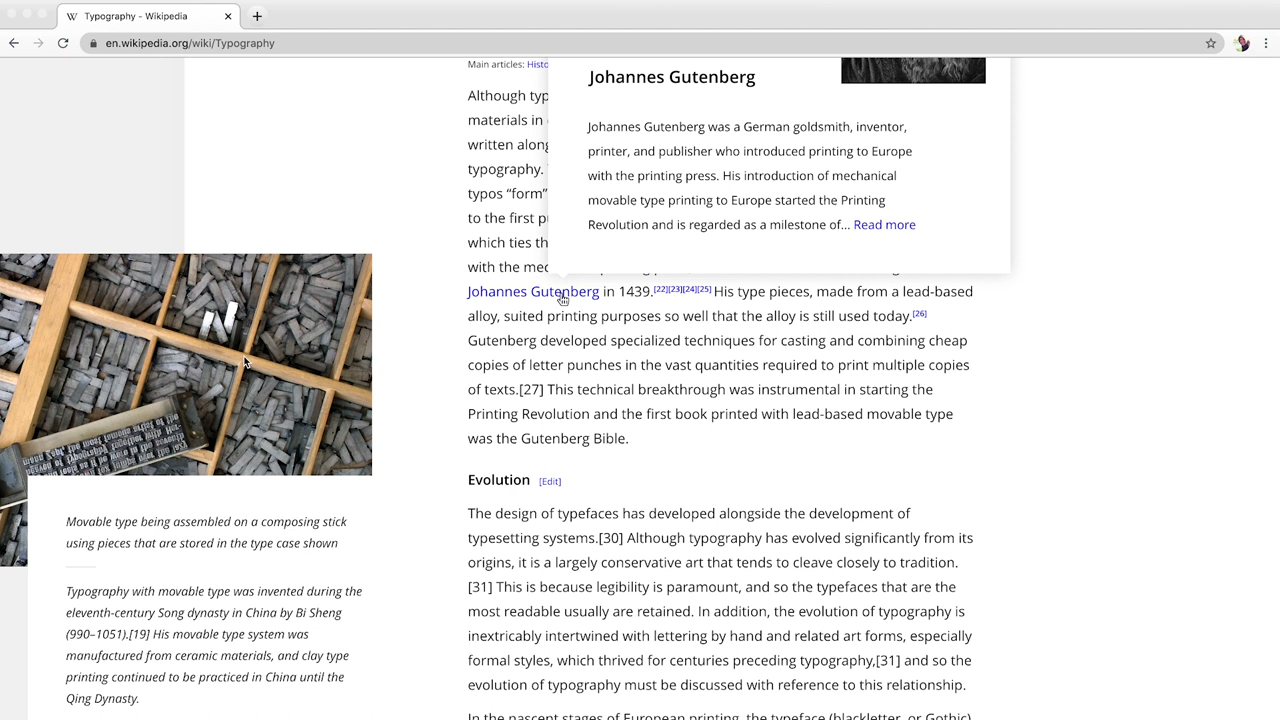 Typography - Wikipedia
en.wikipedia.org/wiki/Typography
Main articles: Histo
Although typ
materials in
written along
typography.
typos “form”
to the first pu
which ties th
with the mec
Johannes Gutenberg
Johannes Gutenberg was a German goldsmith, inventor,
printer, and publisher who introduced printing to Europe
with the printing press. His introduction of mechanical
movable type printing to Europe started the Printing
Revolution and is regarded as a milestone of... Read more
Johannes Gutenberg in 1439.[22][23][24][25] His type pieces, made from a lead-based
alloy, suited printing purposes so well that the alloy is still used today.[26]
Gutenberg developed specialized techniques for casting and combining cheap
copies of letter punches in the vast quantities required to print multiple copies
of texts.[27] This technical breakthrough was instrumental in starting the
Printing Revolution and the first book printed with lead-based movable type
was the Gutenberg Bible.
Evolution [Edit]
The design of typefaces has developed alongside the development of
typesetting systems.[30] Although typography has evolved significantly from its
origins, it is a largely conservative art that tends to cleave closely to tradition.
[31] This is because legibility is paramount, and so the typefaces that are the
most readable usually are retained. In addition, the evolution of typography is
inextricably intertwined with lettering by hand and related art forms, especially
formal styles, which thrived for centuries preceding typography,[31] and so the
evolution of typography must be discussed with reference to this relationship.
In the nascent stages of European printing, the typeface (blackletter, or Gothic)
Movable type being assembled on a composing stick
using pieces that are stored in the type case shown
Typography with movable type was invented during the
eleventh-century Song dynasty in China by Bi Sheng
(990–1051).[19] His movable type system was
manufactured from ceramic materials, and clay type
printing continued to be practiced in China until the
Qing Dynasty.